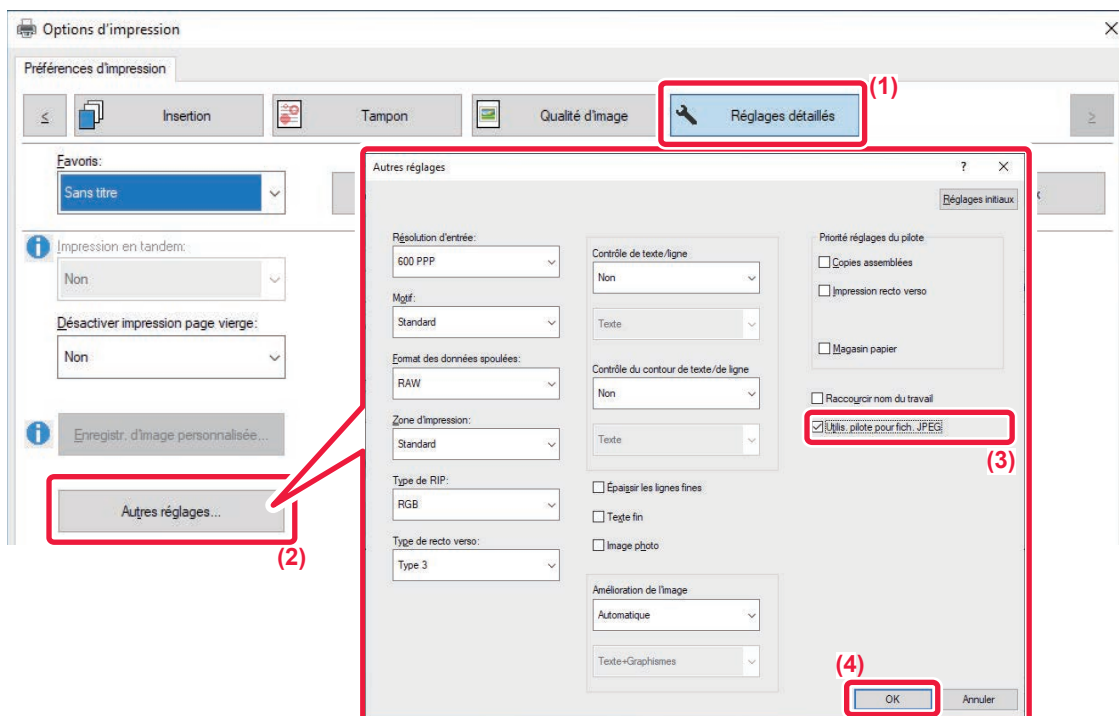 Options d'impression
Préférences d'impression
(1)
<
Insertion
Tampon
Qualité d'image
Réglages détaillés
>
Favoris:
Sans titre
Impression en tandem:
Non
Désactiver impression page vierge:
Non
Enregistr. d'image personnalisée...
Autres réglages...
(2)
Autres réglages
?
Réglages initiaux
Résolution d'entrée:
600 PPP
Motif:
Standard
Format des données spoulées:
RAW
Zone d'impression:
Standard
Type de RIP:
RGB
Type de recto verso:
Type 3
Contrôle de texte/ligne
Non
Texte
Contrôle du contour de texte/de ligne
Non
Texte
Épaissir les lignes fines
Texte fin
Image photo
Amélioration de l'image
Automatique
Texte+Graphismes
Priorité réglages du pilote
Copies assemblées
Impression recto verso
Magasin papier
Raccourcir nom du travail
Utilis. pilote pour fich. JPEG
(3)
(4)
OK
Annuler